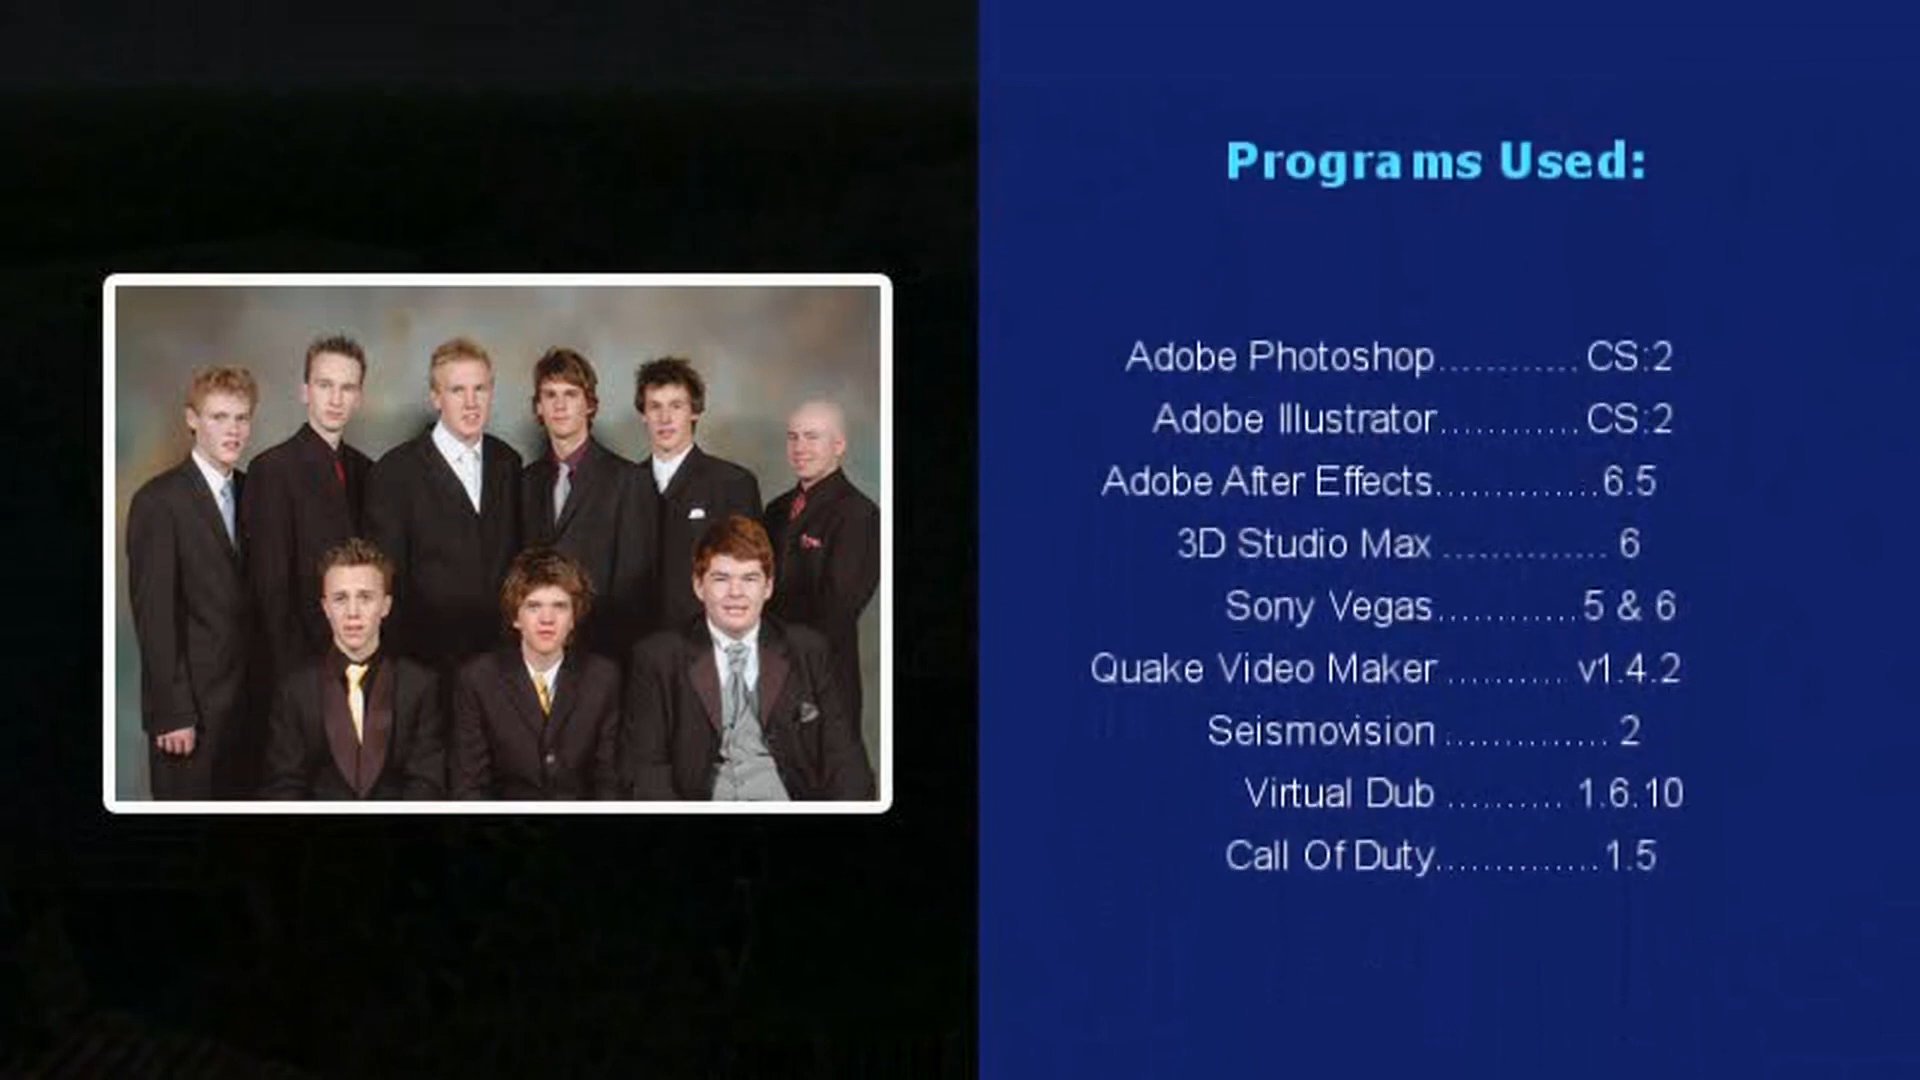 Programs Used:
Adobe Photoshop............ CS:2
Adobe Illustrator............ CS:2
Adobe After Effects..............6.5
3D Studio Max .............. 6
Sony Vegas............5 & 6
Quake Video Maker .......... v1.4.2
Seismovision .............. 2
Virtual Dub .......... 1.6.10
Call Of Duty..............1.5